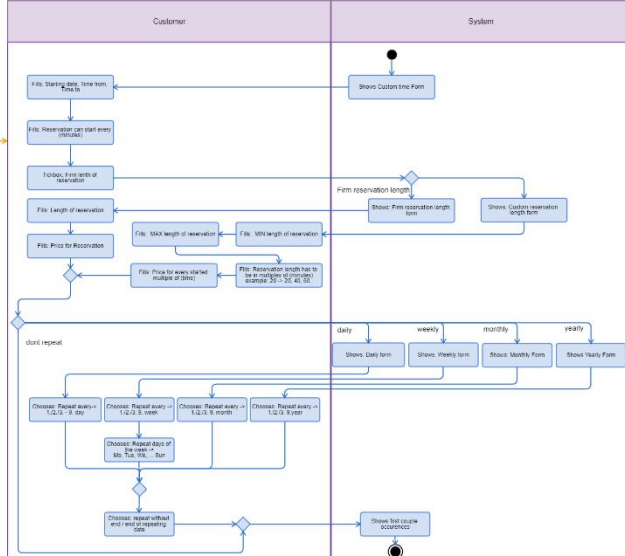 Customer
System
Fills: Starting date, Time from,
Time to
Shows Custom time Form
Fills: Reservation can start every
(minutes)
Tickbox: Firm lenth of
reservation
Firm reservation length
Fills: Length of reservation
Shows: Firm reservation length
form
Shows: Custom reservation
length form
Fills: MAX length of reservation
Fills: MIN length of reservation
Fills: Price for Reservation
Fills: Price for every started
multiple of (time)
Fills: Reservation length has to
be in multiples of (minutes)
example: 20 -> 20, 40, 60.
dont repeat
daily
weekly
monthly
yearly
Shows: Daily form
Shows: Weekly form
Shows: Monthly Form
Shows Yearly Form
Chooses: Repeat every->
1./2./3. - 9. day
Chooses: Repeat every ->
1./2./3. 9. week
Chooses: Repeat every ->
1./2./3. 9. month
Chooses: Repeat every ->
1./2./3. 9.year
Chooses: Repeat days of
the week ->
Mo, Tue, We, ... Sun
Chooses: repeat without
end / end of repeating
date
Shows first couple
occurences